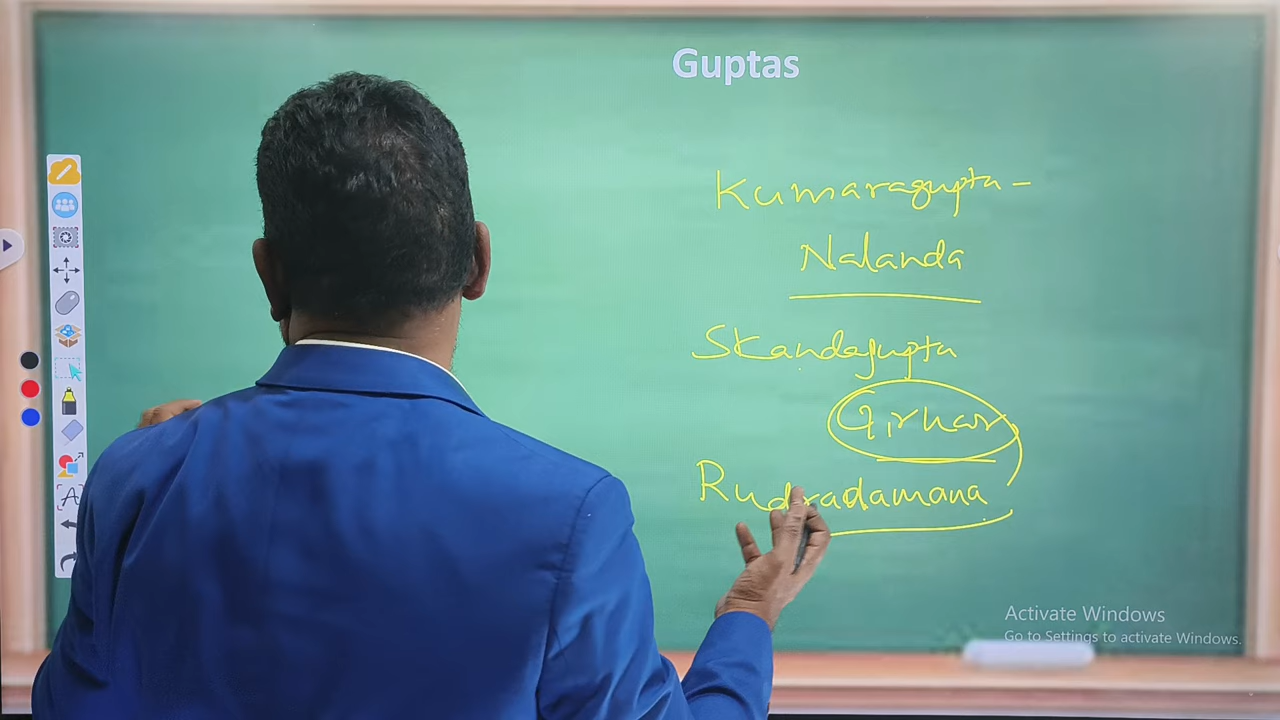 Guptas
Kumaragupta -
Nalanda
Skandagupta
Girnar
Rudradamana
A
Activate Windows
Go to Settings to activate Windows.